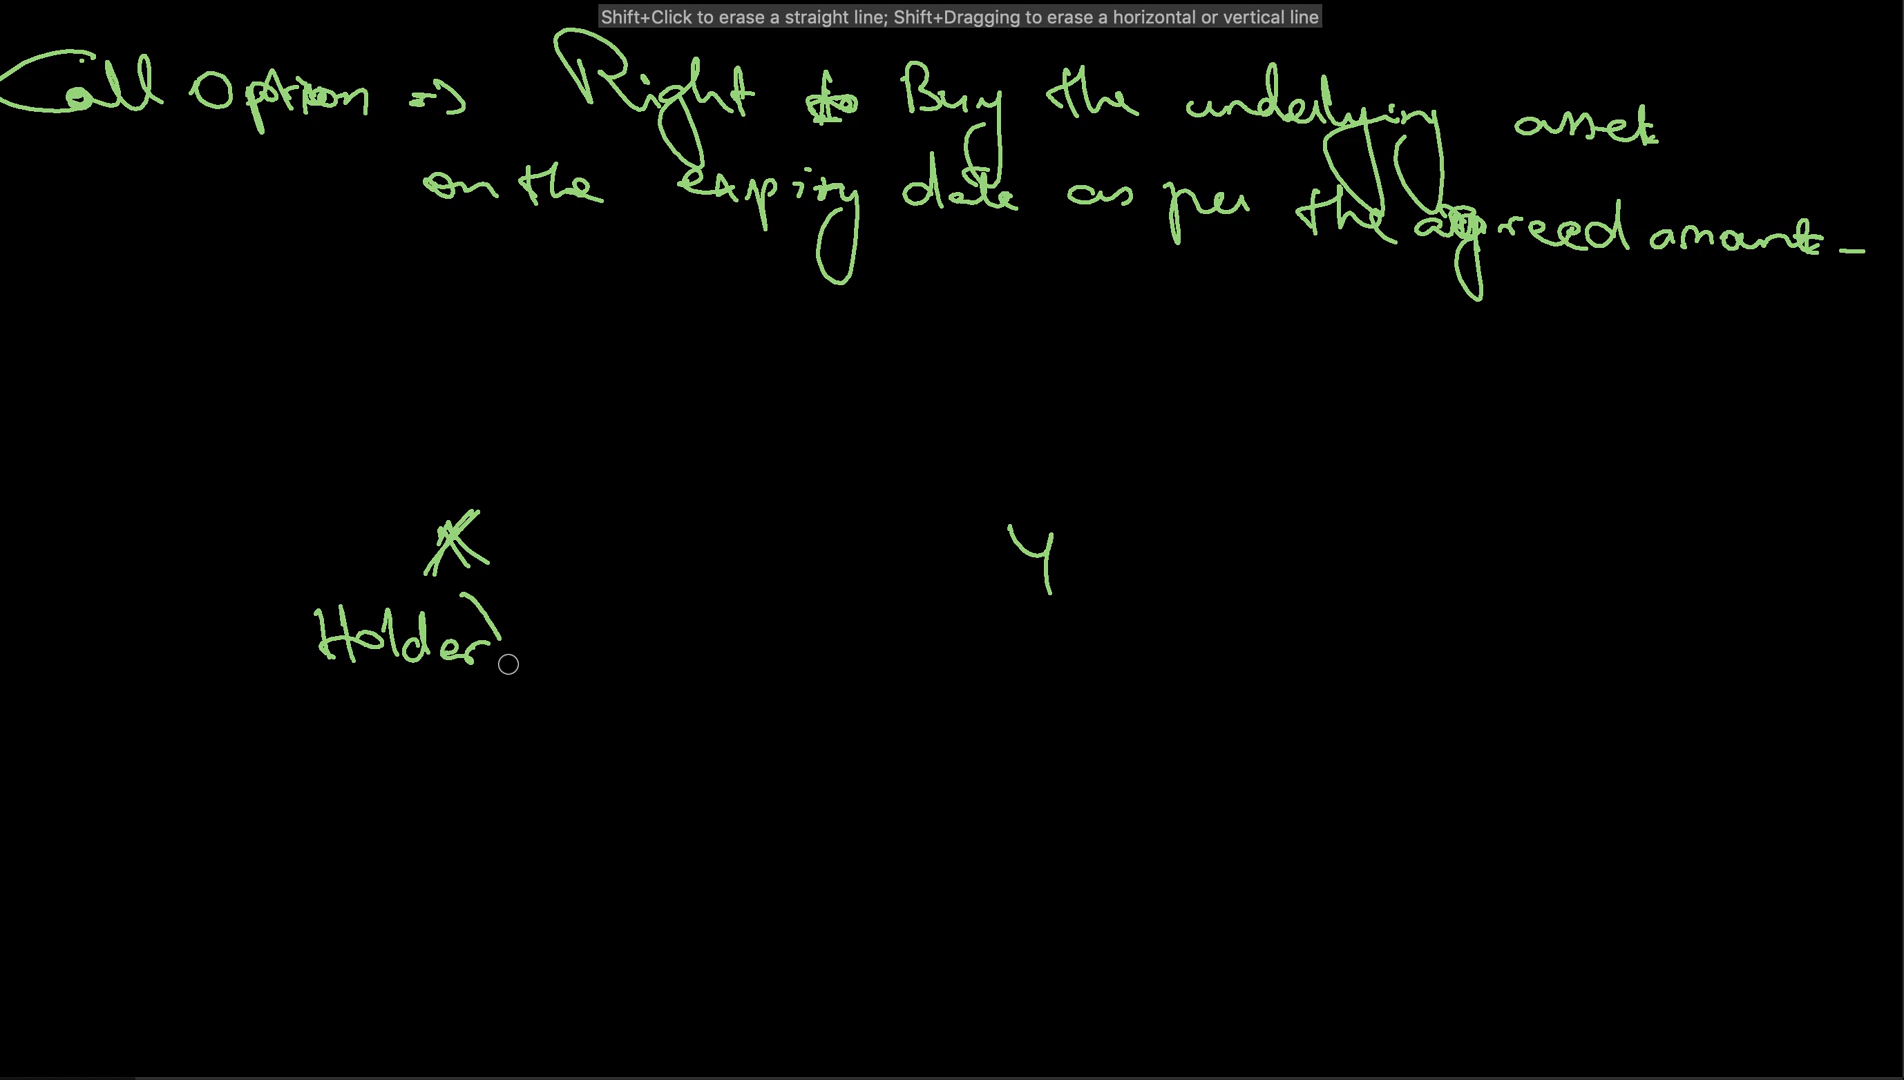 Shift+Click to erase a straight line; Shift+Dragging to erase a horizontal or vertical line
Call Option => Right to Buy the underlying asset
on the expiry date as per the agreed amount -
X Y
Holder